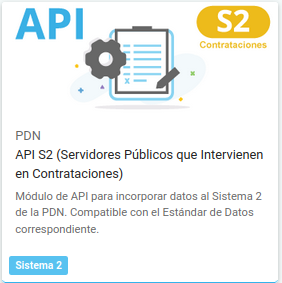 API
S2
Contrataciones
PDN
API S2 (Servidores Públicos que Intervienen
en Contrataciones)
Módulo de API para incorporar datos al Sistema 2
de la PDN. Compatible con el Estándar de Datos
correspondiente.
Sistema 2